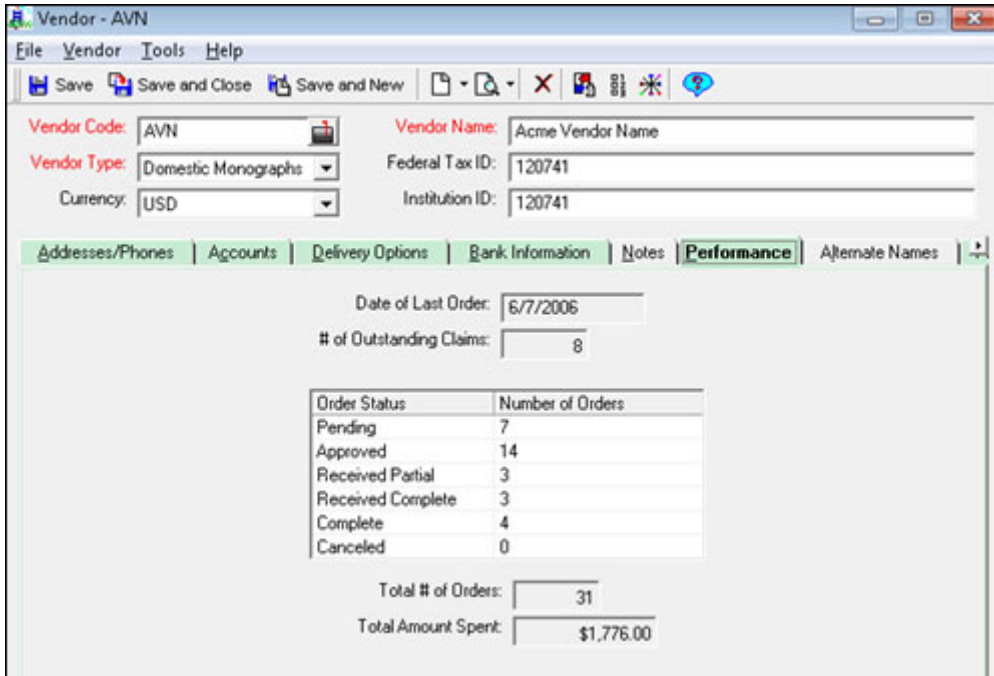 Vendor - AVN
File Vendor Tools Help
Save Save and Close Save and New
Vendor Code: AVN Vendor Name: Acme Vendor Name
Vendor Type: Domestic Monographs Federal Tax ID: 120741
Currency: USD Institution ID: 120741
Addresses/Phones Accounts Delivery Options Bank Information Notes Performance Alternate Names
Date of Last Order: 6/7/2006
# of Outstanding Claims: 8
Order Status Number of Orders
Pending 7
Approved 14
Received Partial 3
Received Complete 3
Complete 4
Canceled 0
Total # of Orders: 31
Total Amount Spent: $1,776.00